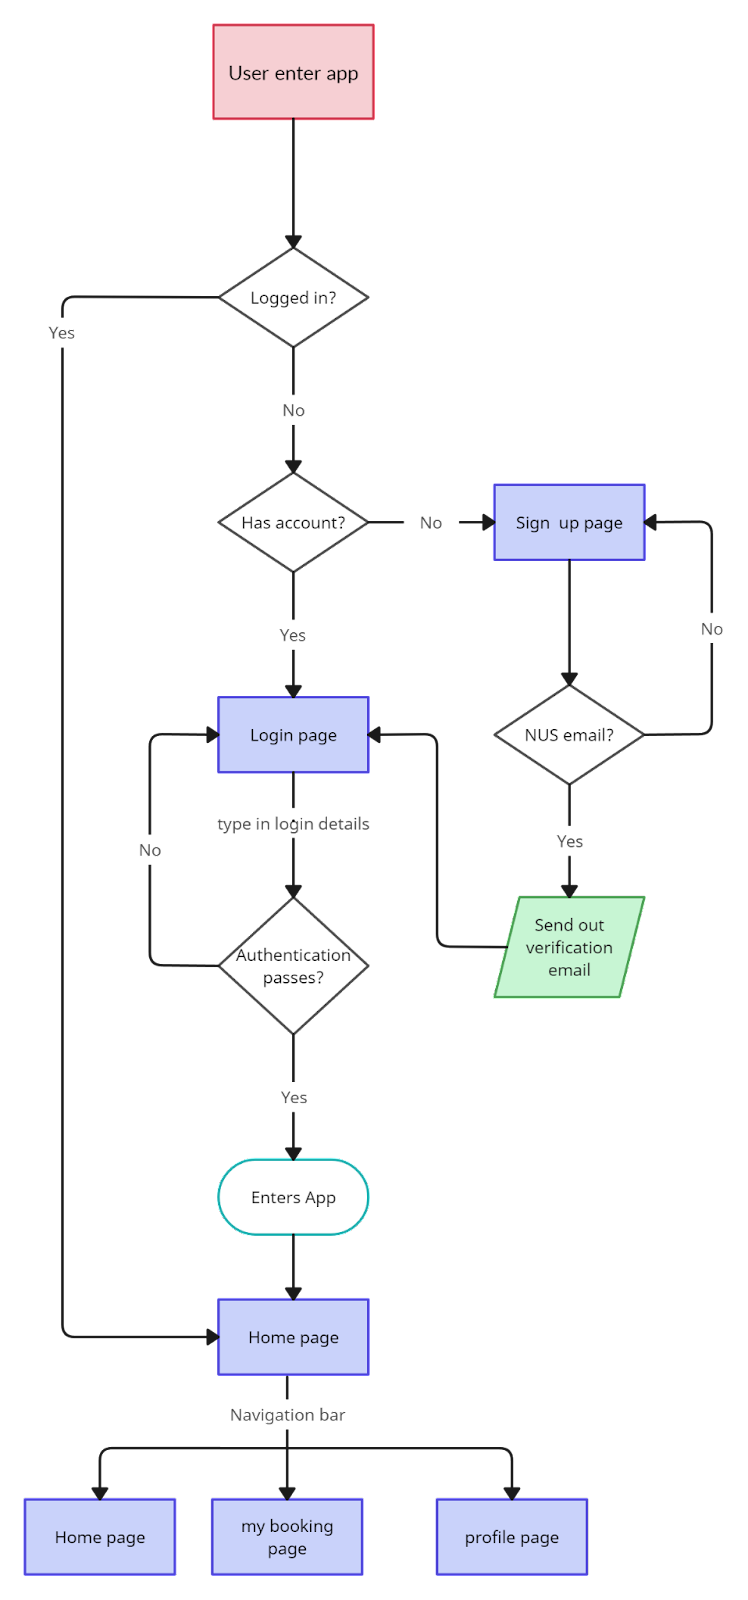 User enter app
Logged in?
Yes
No
Has account?
No
Sign up page
No
Yes
Login page
NUS email?
type in login details
No
Yes
Send out
verification
email
Authentication
passes?
Yes
Enters App
Home page
Navigation bar
Home page
my booking
page
profile page